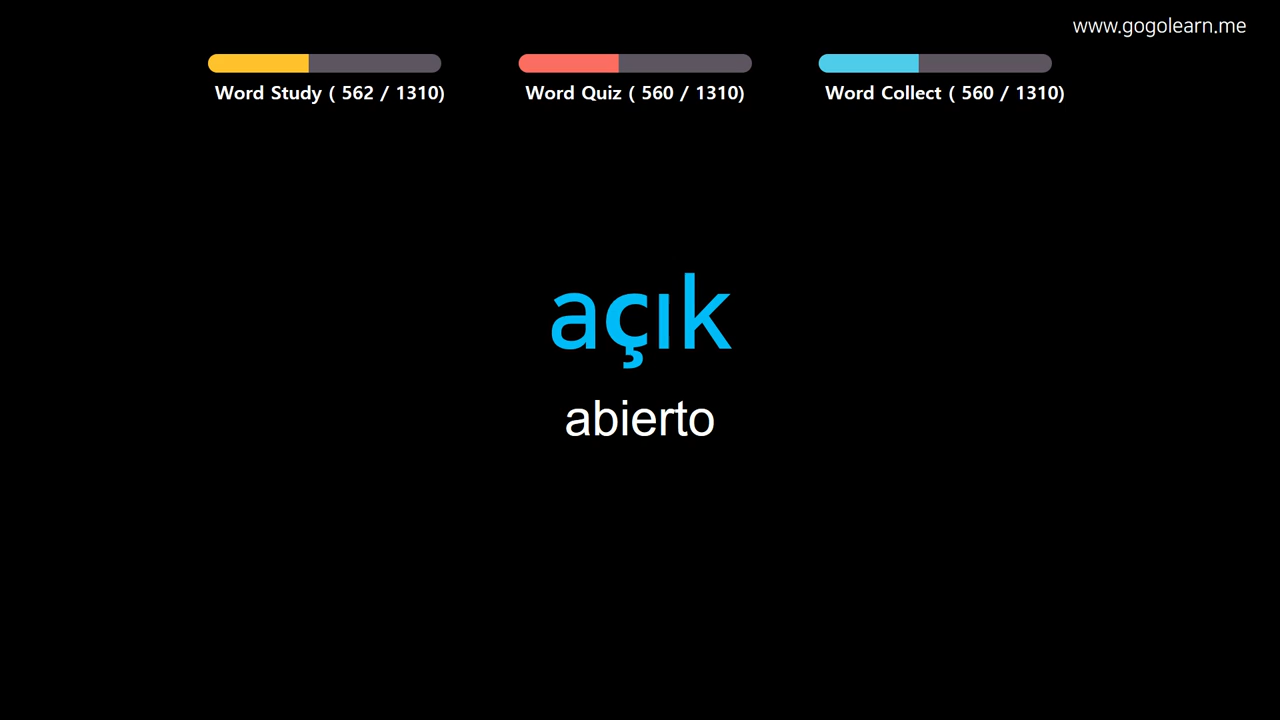 www.gogolearn.me
Word Study ( 562 / 1310)
Word Quiz ( 560 / 1310)
Word Collect ( 560 / 1310)
açık
abierto